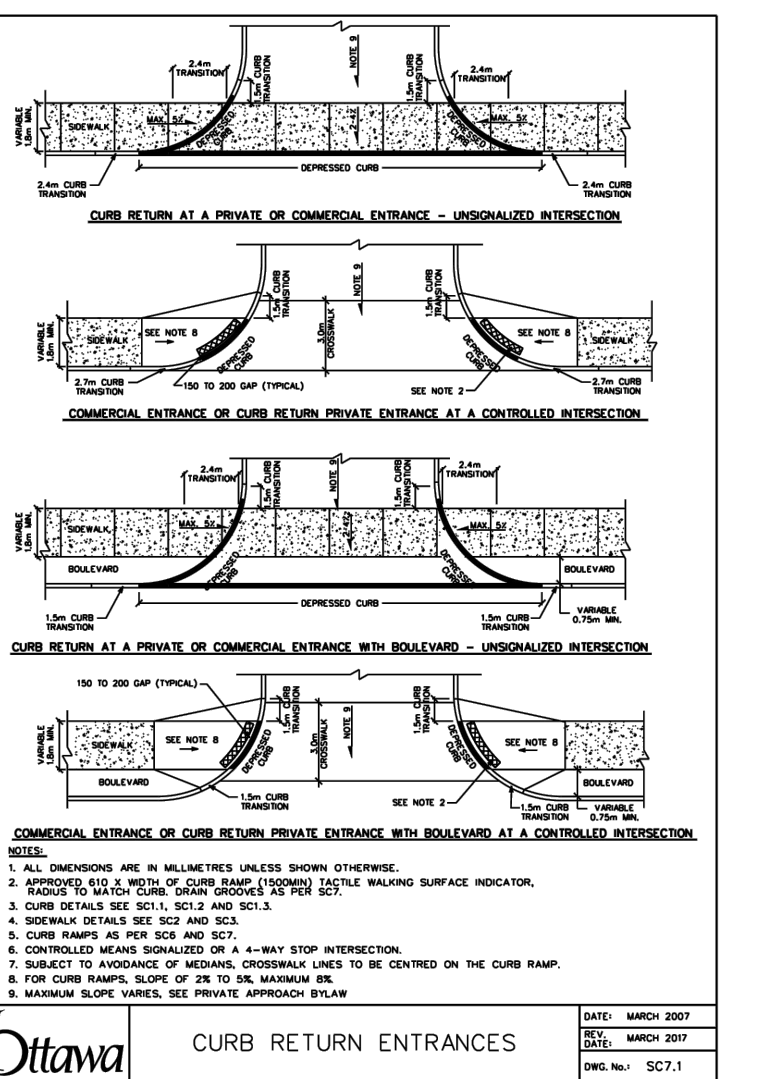 2.4m
TRANSITION
1.5m CURB
TRANSITION
NOTE 9
1.5m CURB
TRANSITION
2.4m
TRANSITION
VARIABLE
1.8m MIN.
SIDEWALK
MAX. 5%
DEPRESSED
CURB
2-4%
DEPRESSED
CURB
MAX. 5%
DEPRESSED CURB
2.4m CURB
TRANSITION
2.4m CURB
TRANSITION
CURB RETURN AT A PRIVATE OR COMMERCIAL ENTRANCE - UNSIGNALIZED INTERSECTION
1.5m CURB
TRANSITION
NOTE 9
1.5m CURB
TRANSITION
VARIABLE
1.8m MIN.
SIDEWALK
SEE NOTE 8
DEPRESSED
CURB
3.0m
CROSSWALK
DEPRESSED
CURB
SEE NOTE 8
SIDEWALK
2.7m CURB
TRANSITION
150 TO 200 GAP (TYPICAL)
SEE NOTE 2
2.7m CURB
TRANSITION
COMMERCIAL ENTRANCE OR CURB RETURN PRIVATE ENTRANCE AT A CONTROLLED INTERSECTION
2.4m
TRANSITION
1.5m CURB
TRANSITION
NOTE 9
1.5m CURB
TRANSITION
2.4m
TRANSITION
VARIABLE
1.8m MIN.
SIDEWALK
MAX. 5%
2-4%
MAX. 5%
BOULEVARD
DEPRESSED
CURB
DEPRESSED
CURB
BOULEVARD
DEPRESSED CURB
1.5m CURB
TRANSITION
1.5m CURB
TRANSITION
VARIABLE
0.75m MIN.
CURB RETURN AT A PRIVATE OR COMMERCIAL ENTRANCE WITH BOULEVARD - UNSIGNALIZED INTERSECTION
150 TO 200 GAP (TYPICAL)
1.5m CURB
TRANSITION
NOTE 9
1.5m CURB
TRANSITION
VARIABLE
1.8m MIN.
SIDEWALK
SEE NOTE 8
DEPRESSED
CURB
3.0m
CROSSWALK
DEPRESSED
CURB
SEE NOTE 8
SIDEWALK
BOULEVARD
BOULEVARD
1.5m CURB
TRANSITION
SEE NOTE 2
1.5m CURB
TRANSITION
VARIABLE
0.75m MIN.
COMMERCIAL ENTRANCE OR CURB RETURN PRIVATE ENTRANCE WITH BOULEVARD AT A CONTROLLED INTERSECTION
NOTES:
1. ALL DIMENSIONS ARE IN MILLIMETRES UNLESS SHOWN OTHERWISE.
2. APPROVED 610 X WIDTH OF CURB RAMP (1500MIN) TACTILE WALKING SURFACE INDICATOR,
RADIUS TO MATCH CURB. DRAIN GROOVES AS PER SC7.
3. CURB DETAILS SEE SC1.1, SC1.2 AND SC1.3.
4. SIDEWALK DETAILS SEE SC2 AND SC3.
5. CURB RAMPS AS PER SC6 AND SC7.
6. CONTROLLED MEANS SIGNALIZED OR A 4-WAY STOP INTERSECTION.
7. SUBJECT TO AVOIDANCE OF MEDIANS, CROSSWALK LINES TO BE CENTRED ON THE CURB RAMP.
8. FOR CURB RAMPS, SLOPE OF 2% TO 5%, MAXIMUM 8%.
9. MAXIMUM SLOPE VARIES, SEE PRIVATE APPROACH BYLAW
Ottawa
CURB RETURN ENTRANCES
DATE: MARCH 2007
REV. DATE: MARCH 2017
DWG. No.: SC7.1